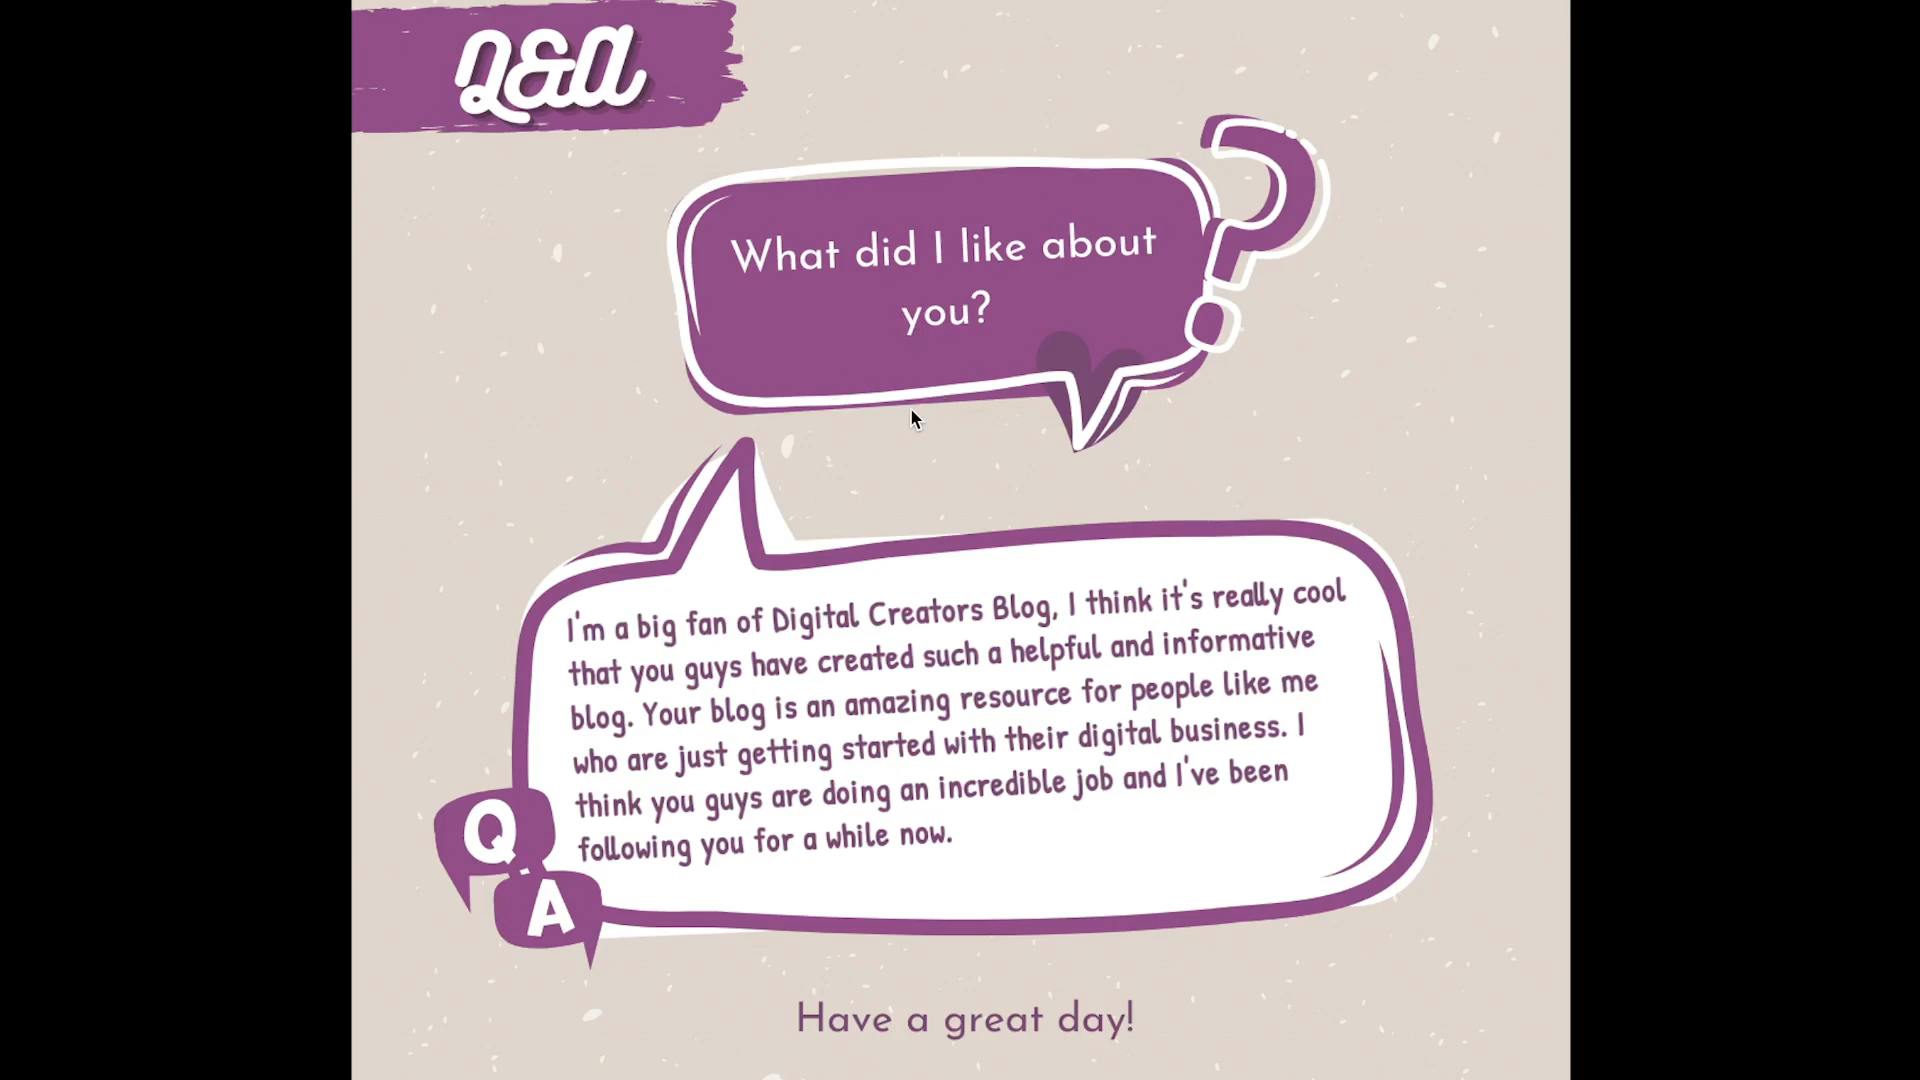 Q&A
What did I like about
you?
?
I'm a big fan of Digital Creators Blog, I think it's really cool
that you guys have created such a helpful and informative
blog. Your blog is an amazing resource for people like me
who are just getting started with their digital business. I
think you guys are doing an incredible job and I've been
following you for a while now.
Q
A
Have a great day!